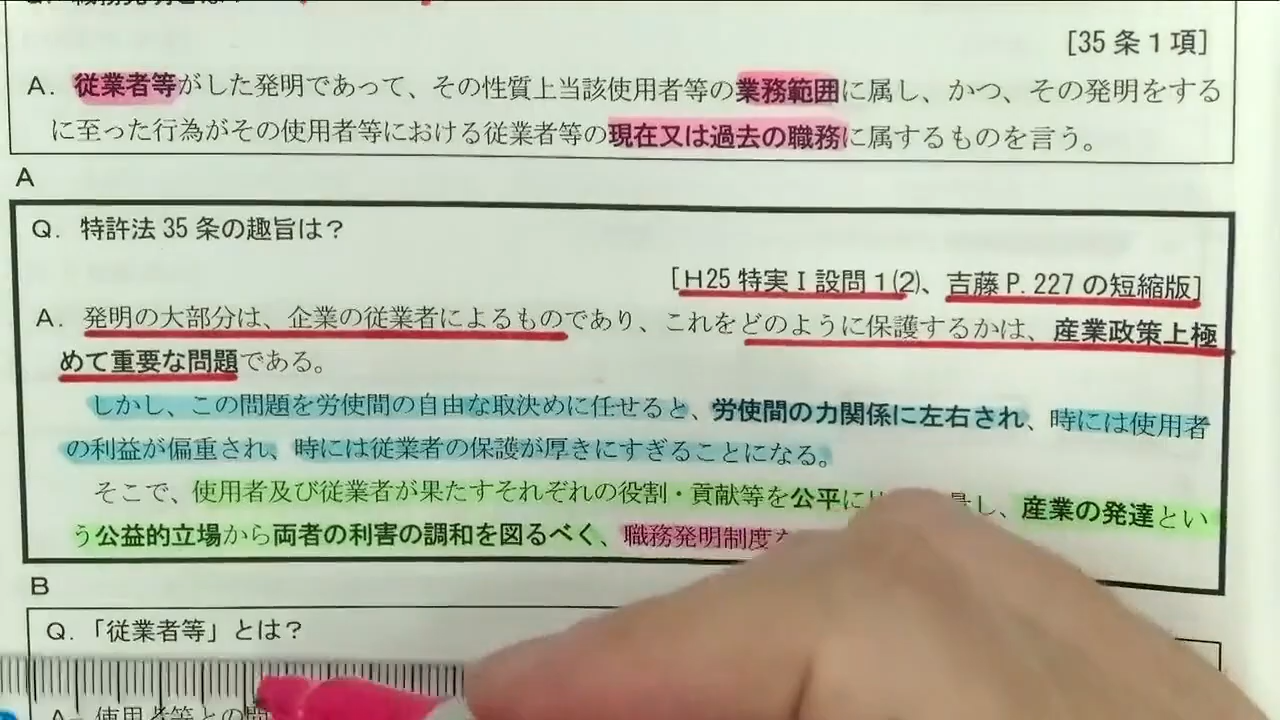 [35条1項]
A. 従業者等がした発明であって、その性質上当該使用者等の業務範囲に属し、かつ、その発明をする
に至った行為がその使用者等における従業者等の現在又は過去の職務に属するものを言う。
A
Q. 特許法35条の趣旨は？
[H25特実Ⅰ設問1(2)、吉藤P.227の短縮版]
A. 発明の大部分は、企業の従業者によるものであり、これをどのように保護するかは、産業政策上極
めて重要な問題である。
しかし、この問題を労使間の自由な取決めに任せると、労使間の力関係に左右され、時には使用者
の利益が偏重され、時には従業者の保護が厚きにすぎることになる。
そこで、使用者及び従業者が果たすそれぞれの役割・貢献等を公平に し、産業の発達とい
う公益的立場から両者の利害の調和を図るべく、職務発明制度
B
Q. 「従業者等」とは？
A 使用者等との